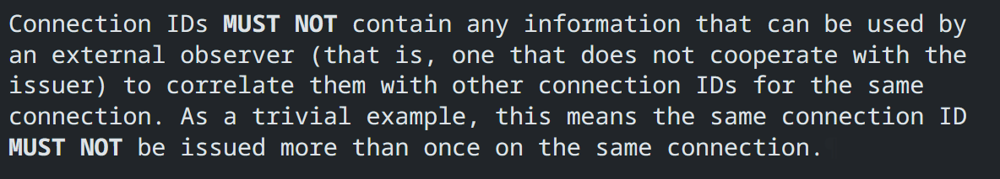 Connection IDs MUST NOT contain any information that can be used by
an external observer (that is, one that does not cooperate with the
issuer) to correlate them with other connection IDs for the same
connection. As a trivial example, this means the same connection ID
MUST NOT be issued more than once on the same connection.